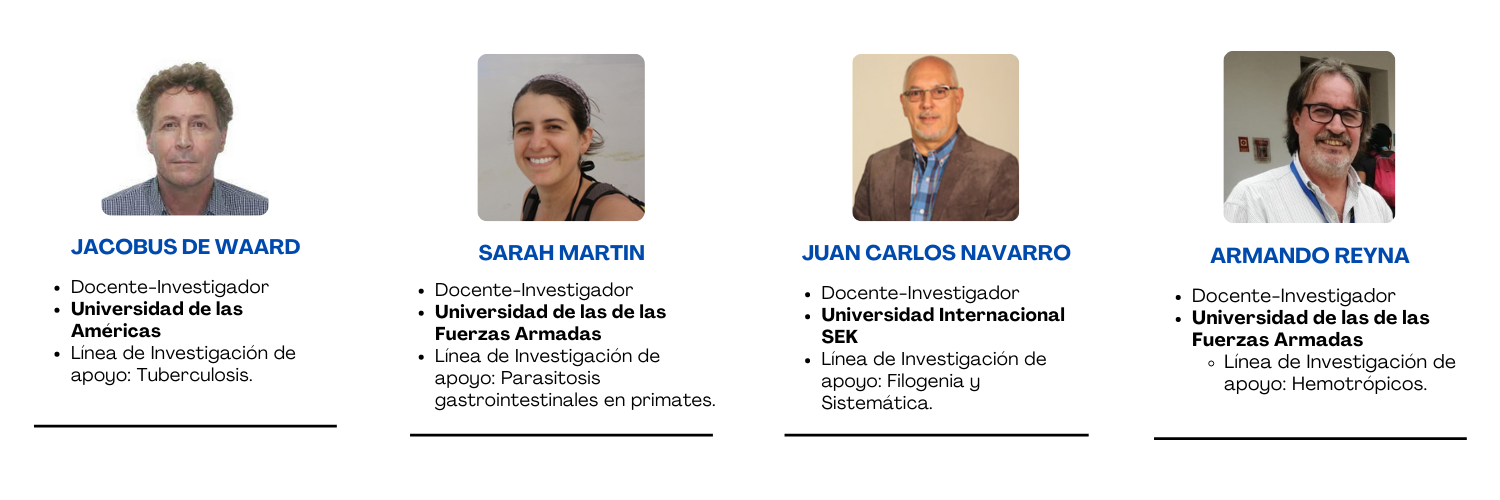 JACOBUS DE WAARD
Docente-Investigador
Universidad de las
Américas
Línea de Investigación de
apoyo: Tuberculosis.
SARAH MARTIN
Docente-Investigador
Universidad de las de las
Fuerzas Armadas
Línea de Investigación de
apoyo: Parasitosis
gastrointestinales en primates.
JUAN CARLOS NAVARRO
Docente-Investigador
Universidad Internacional
SEK
Línea de Investigación de
apoyo: Filogenia y
Sistemática.
ARMANDO REYNA
Docente-Investigador
Universidad de las de las
Fuerzas Armadas
Línea de Investigación de
apoyo: Hemotrópicos.